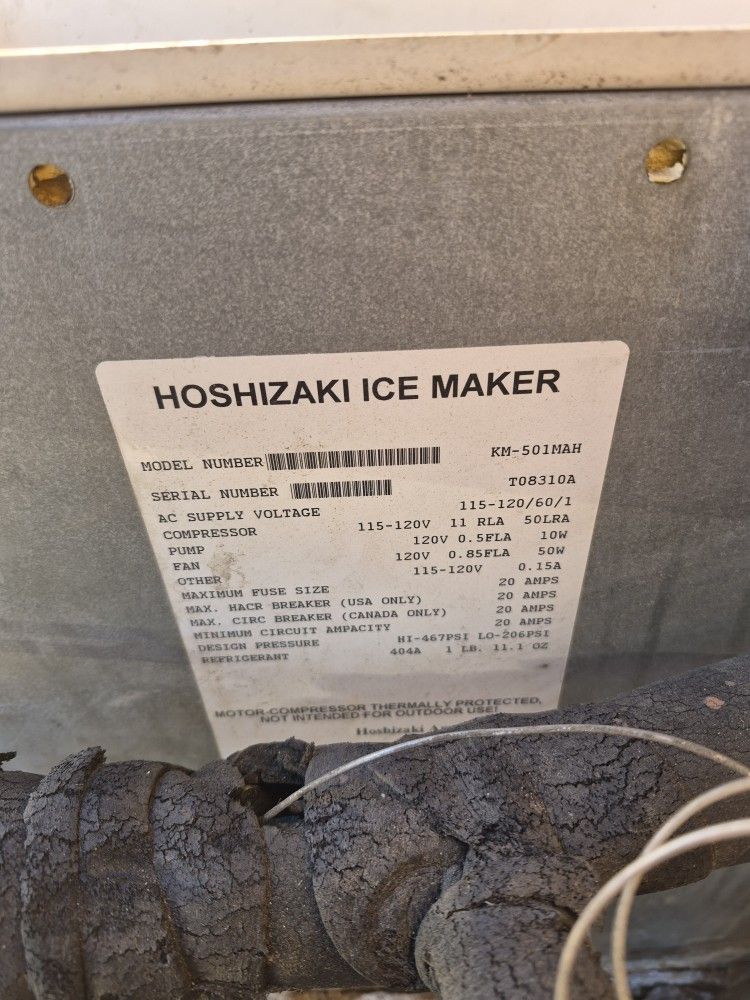 HOSHIZAKI ICE MAKER
MODEL NUMBER KM-501MAH
SERIAL NUMBER T08310A
AC SUPPLY VOLTAGE 115-120/60/1
COMPRESSOR 115-120V 11 RLA 50LRA
PUMP 120V 0.5FLA 10W
FAN 120V 0.85FLA 50W
OTHER 115-120V 0.15A
MAXIMUM FUSE SIZE 20 AMPS
MAX. HACR BREAKER (USA ONLY) 20 AMPS
MAX. CIRC BREAKER (CANADA ONLY) 20 AMPS
MINIMUM CIRCUIT AMPACITY 20 AMPS
DESIGN PRESSURE HI-467PSI LO-206PSI
REFRIGERANT 404A 1 LB. 11.1 OZ
MOTOR-COMPRESSOR THERMALLY PROTECTED,
NOT INTENDED FOR OUTDOOR USE!
Hoshizaki